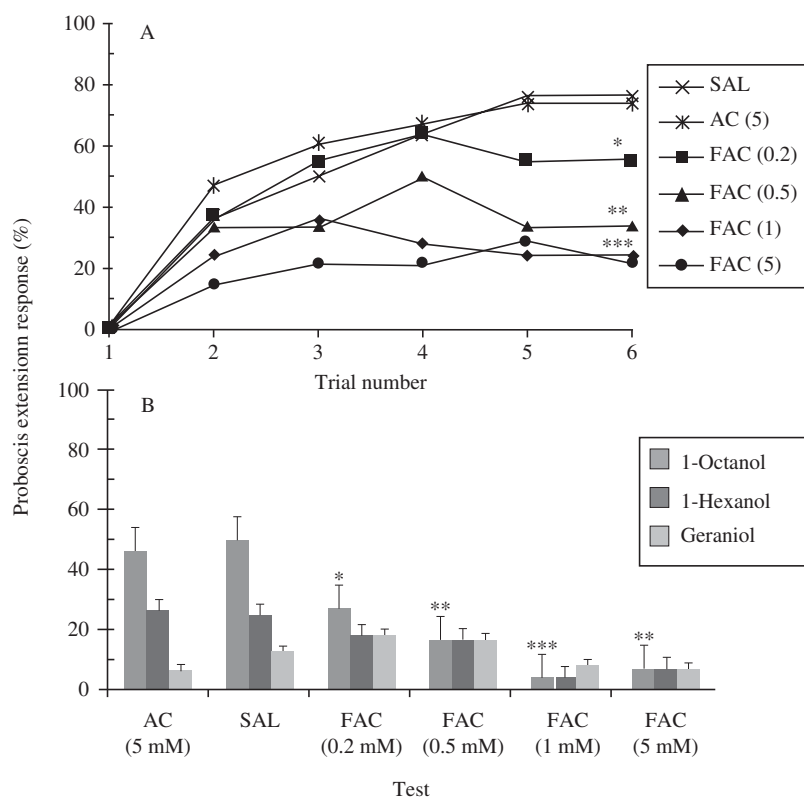 A
100
80
60
40
20
0
1
2
3
4
5
6
Trial number
*
**
***
SAL
AC (5)
FAC (0.2)
FAC (0.5)
FAC (1)
FAC (5)
Proboscis extensionn response (%)
B
100
80
60
40
20
0
*
**
***
**
1-Octanol
1-Hexanol
Geraniol
AC
(5 mM)
SAL
FAC
(0.2 mM)
FAC
(0.5 mM)
FAC
(1 mM)
FAC
(5 mM)
Test